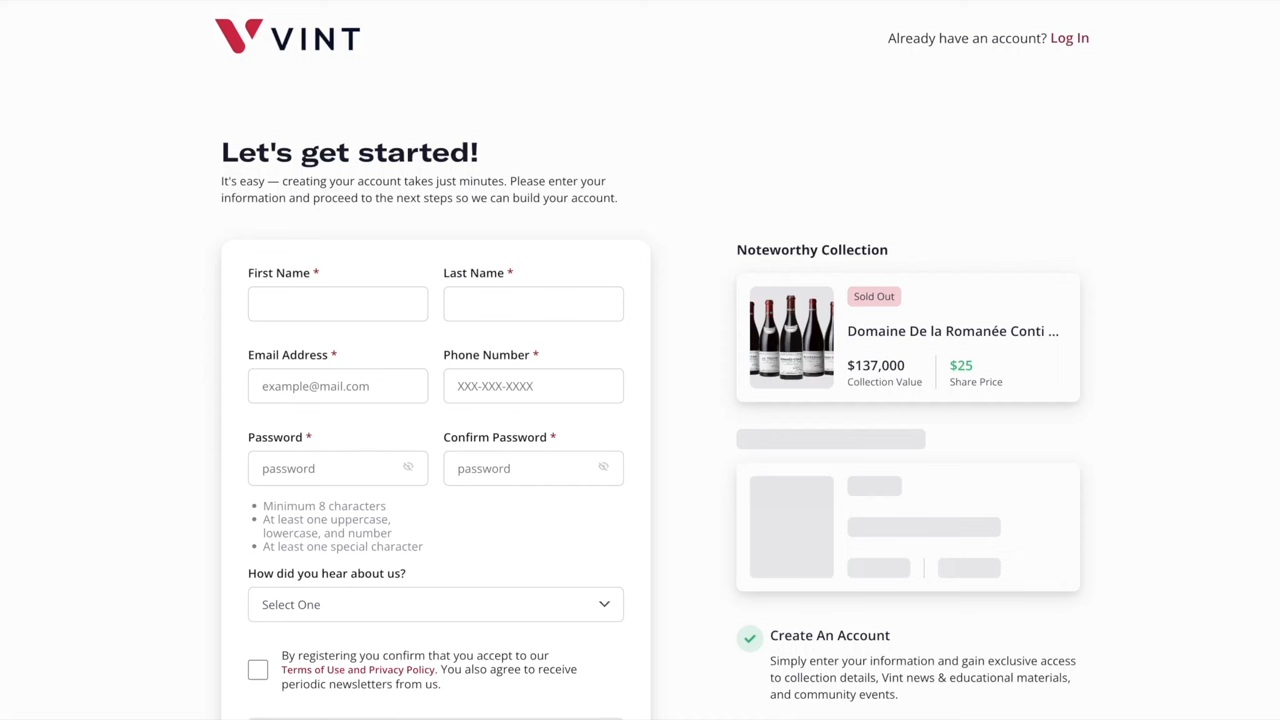 VINT
Already have an account? Log In
Let's get started!
It's easy — creating your account takes just minutes. Please enter your
information and proceed to the next steps so we can build your account.
First Name *
Last Name *
Email Address *
Phone Number *
example@mail.com
XXX-XXX-XXXX
Password *
Confirm Password *
password
password
Minimum 8 characters
At least one uppercase,
lowercase, and number
At least one special character
How did you hear about us?
Select One
By registering you confirm that you accept to our
Terms of Use and Privacy Policy. You also agree to receive
periodic newsletters from us.
Noteworthy Collection
Sold Out
Domaine De la Romanée Conti ...
$137,000
$25
Collection Value
Share Price
Create An Account
Simply enter your information and gain exclusive access
to collection details, Vint news & educational materials,
and community events.